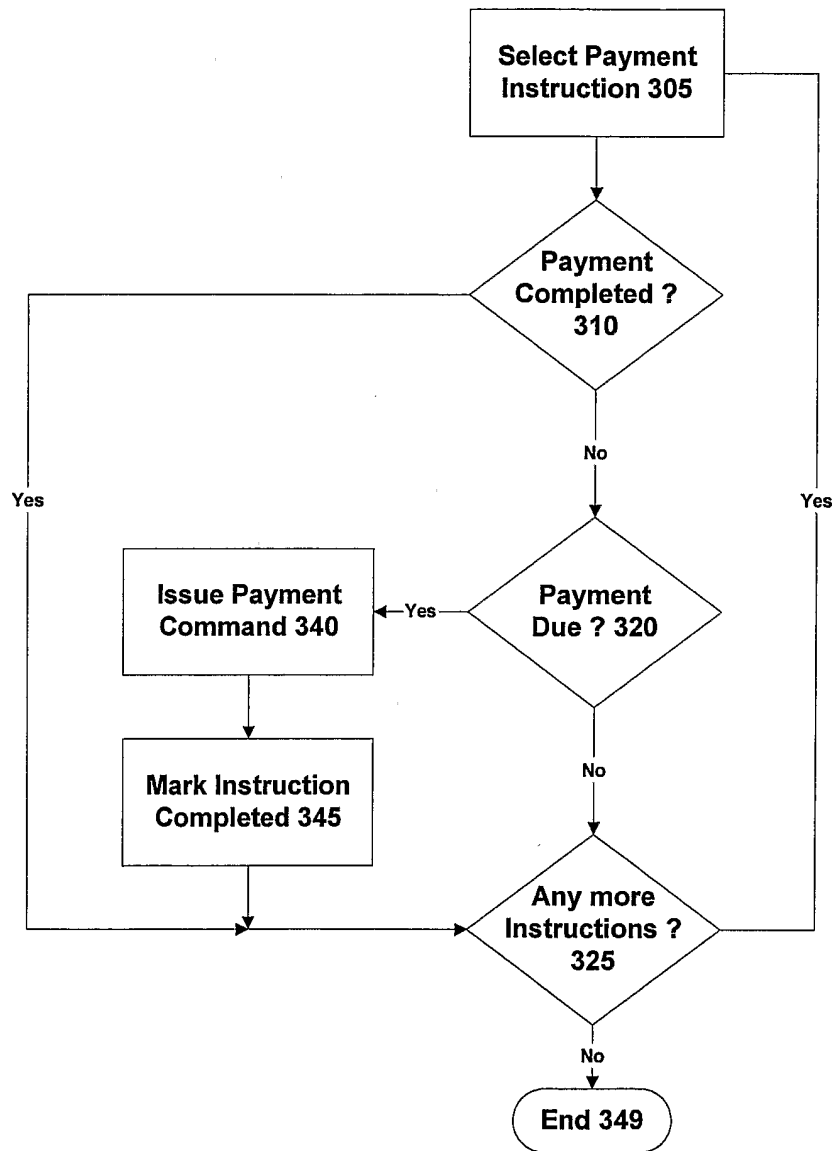 Select Payment
Instruction 305
Payment
Completed ?
310
No
Yes
Yes
Issue Payment
Command 340
Yes
Payment
Due ? 320
Mark Instruction
Completed 345
No
Any more
Instructions ?
325
No
End 349